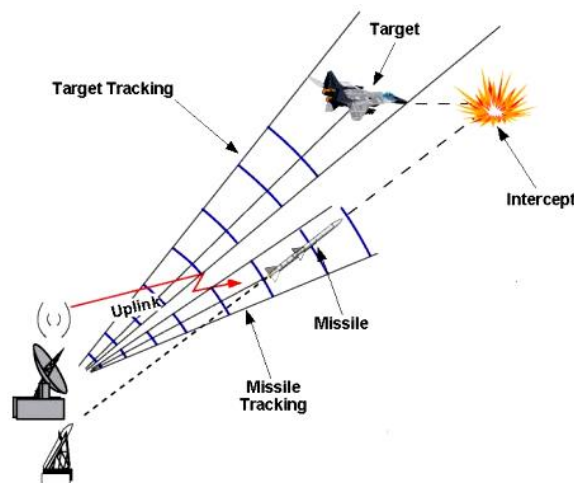 Target
Target Tracking
Intercept
Uplink
Missile
Missile
Tracking